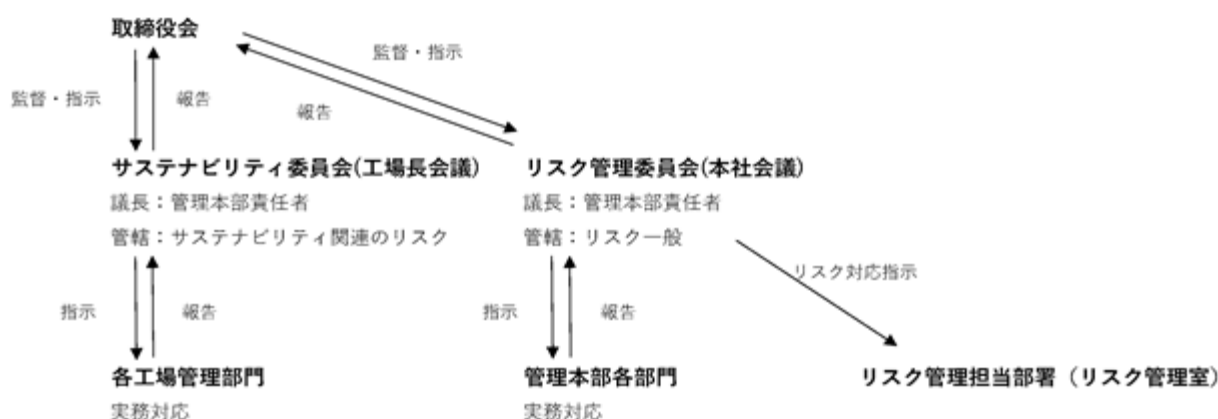 取締役会
監督・指示
監督・指示
報告
報告
サステナビリティ委員会(工場長会議)
リスク管理委員会(本社会議)
議長：管理本部責任者
議長：管理本部責任者
管轄：サステナビリティ関連のリスク
管轄：リスク一般
リスク対応指示
指示
報告
指示
報告
各工場管理部門
管理本部各部門
リスク管理担当部署（リスク管理室）
実務対応
実務対応